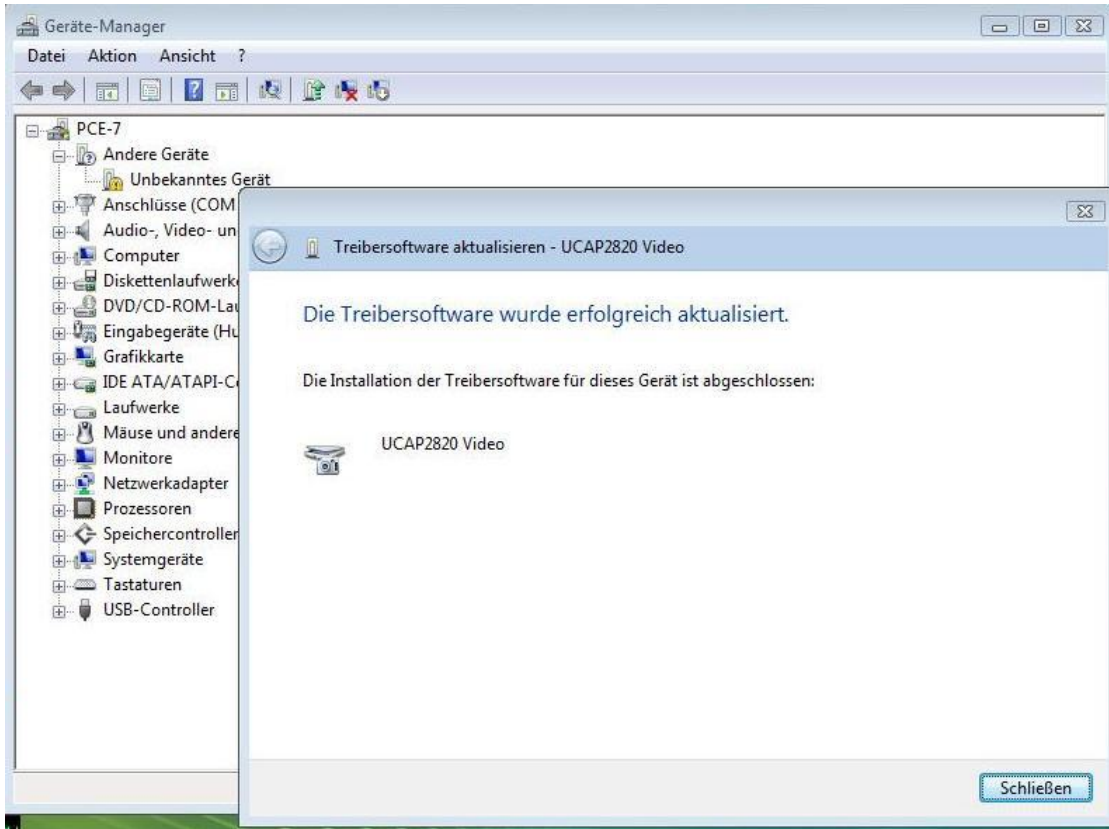 Geräte-Manager
Datei Aktion Ansicht ?
PCE-7
Andere Geräte
Unbekanntes Gerät
Anschlüsse (COM
Audio-, Video- un
Computer
Diskettenlaufwerke
DVD/CD-ROM-Lau
Eingabegeräte (Hu
Grafikkarte
IDE ATA/ATAPI-C
Laufwerke
Mäuse und andere
Monitore
Netzwerkadapter
Prozessoren
Speichercontroller
Systemgeräte
Tastaturen
USB-Controller
Treibersoftware aktualisieren - UCAP2820 Video
Die Treibersoftware wurde erfolgreich aktualisiert.
Die Installation der Treibersoftware für dieses Gerät ist abgeschlossen:
UCAP2820 Video
Schließen